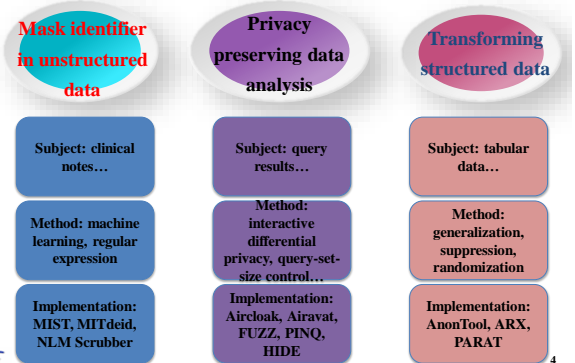 Mask identifier
in unstructured
data
Privacy
preserving data
analysis
Transforming
structured data
Subject: clinical
notes…
Subject: query
results…
Subject: tabular
data…
Method: machine
learning, regular
expression
Method:
interactive
differential
privacy, query-set-
size control…
Method:
generalization,
suppression,
randomization
Implementation:
MIST, MITdeid,
NLM Scrubber
Implementation:
Aircloak, Airavat,
FUZZ, PINQ,
HIDE
Implementation:
AnonTool, ARX,
PARAT
4